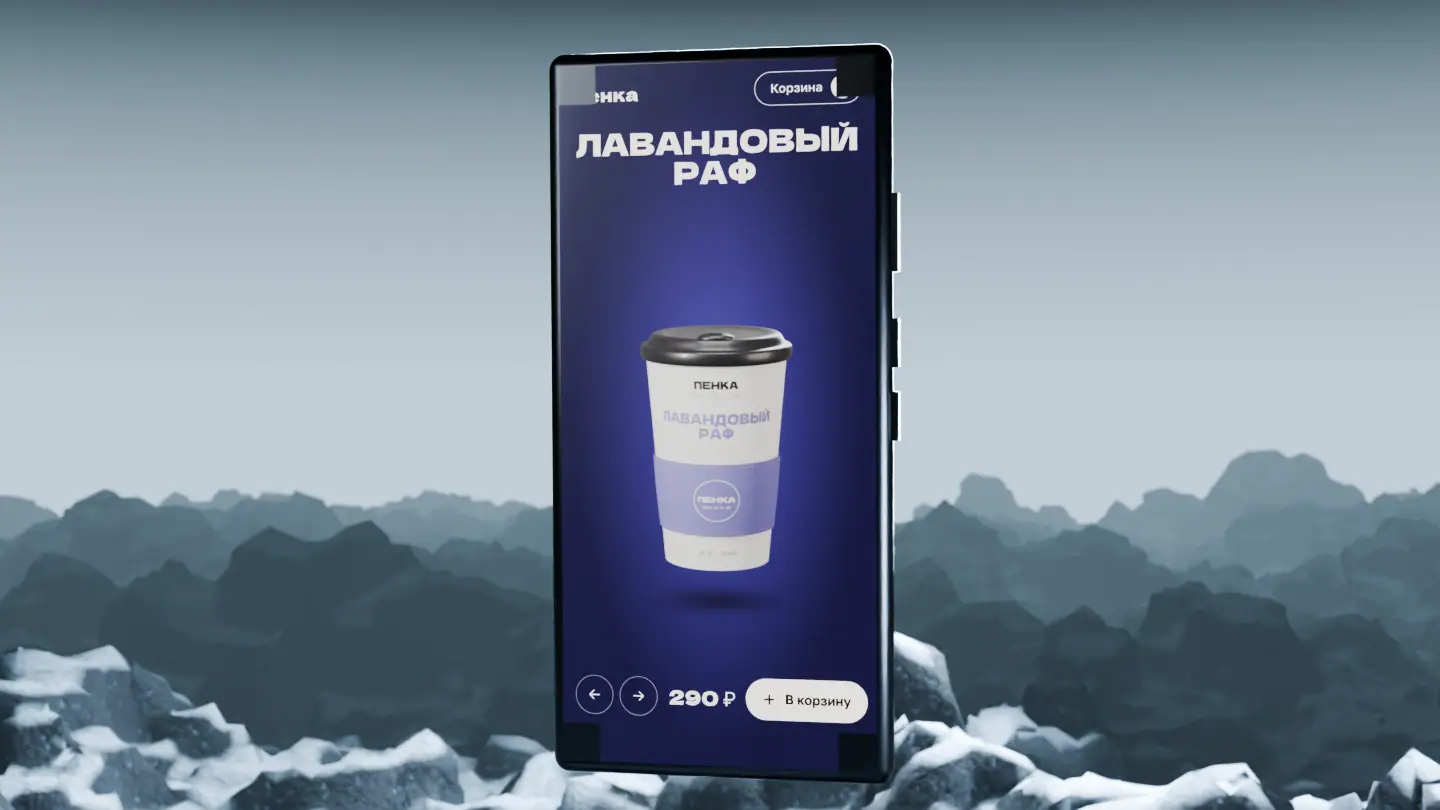 енка
Корзина
ЛАВАНДОВЫЙ
РАФ
ПЕНКА
ЛАВАНДОВЫЙ
РАФ
ПЕНКА
290 ₽
+ В корзину